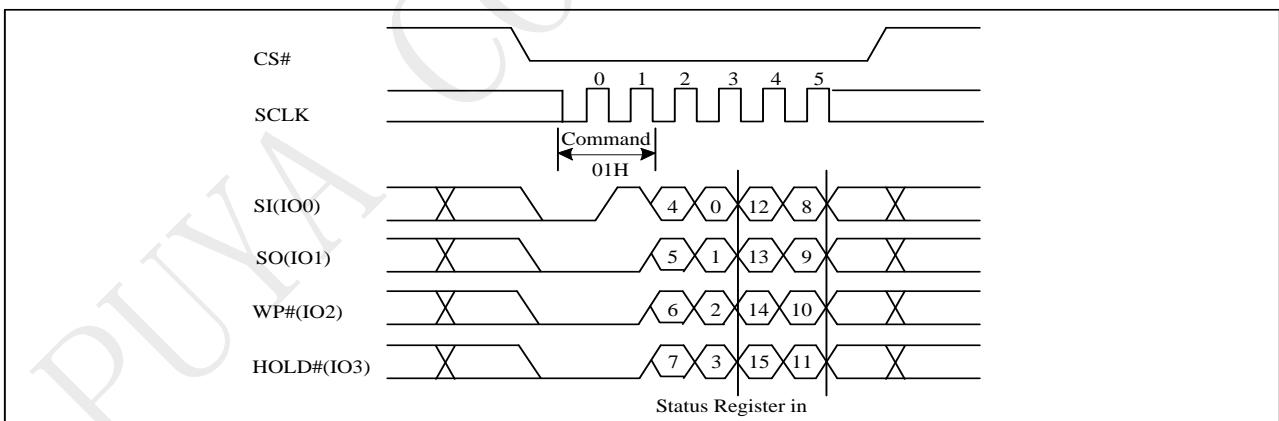 CS#
0 1 2 3 4 5
SCLK
Command
01H
SI(IO0) 4 0 12 8
SO(IO1) 5 1 13 9
WP#(IO2) 6 2 14 10
HOLD#(IO3) 7 3 15 11
Status Register in
PUYA CO